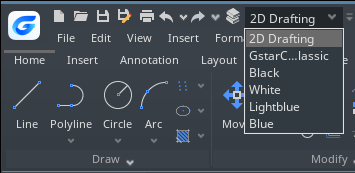 2D Drafting
File Edit View Insert Form
Home Insert Annotation Layout
2D Drafting
GstarC...lassic
Black
White
Lightblue
Blue
Line Polyline Circle Arc
Draw Modify